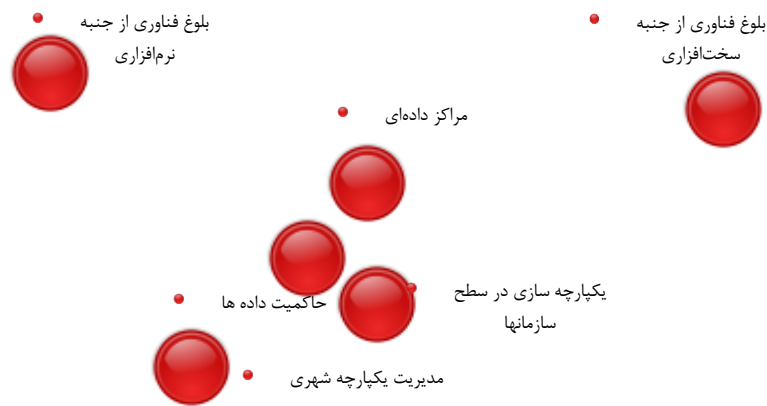 بلوغ فناوری از جنبه
سخت‌افزاری
بلوغ فناوری از جنبه
نرم‌افزاری
مراکز داده‌ای
یکپارچه سازی در سطح
سازمانها
حاکمیت داده ها
مدیریت یکپارچه شهری